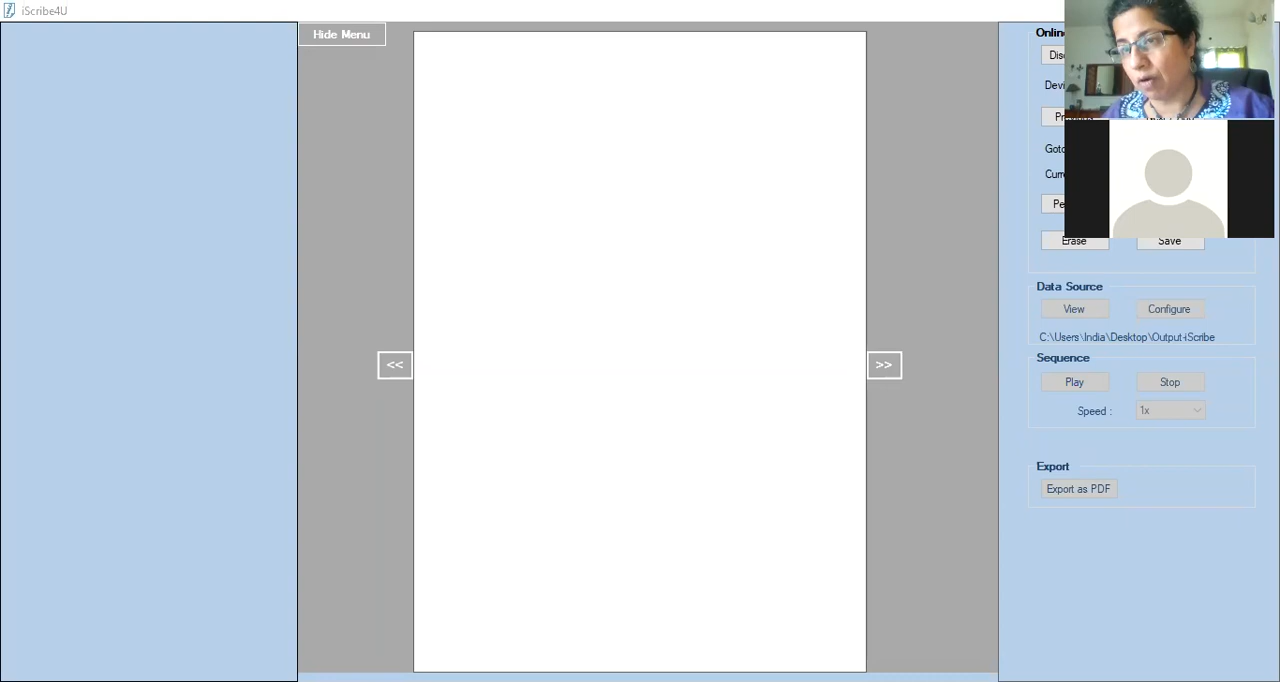 iScribe4U
Hide Menu
<<
>>
Erase
Save
Data Source
View
Configure
C:\Users\India\Desktop\Output-iScribe
Sequence
Play
Stop
Speed :
1x
Export
Export as PDF